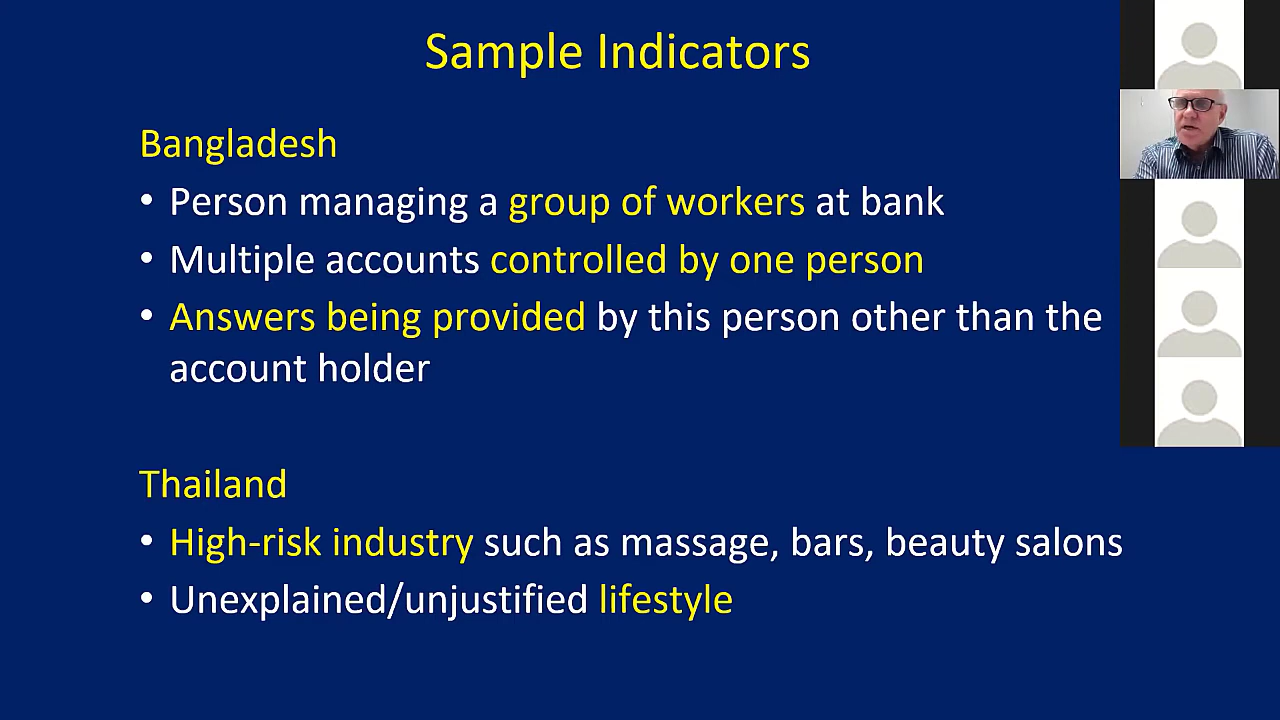 Sample Indicators
Bangladesh
• Person managing a group of workers at bank
• Multiple accounts controlled by one person
• Answers being provided by this person other than the
account holder
Thailand
• High-risk industry such as massage, bars, beauty salons
• Unexplained/unjustified lifestyle